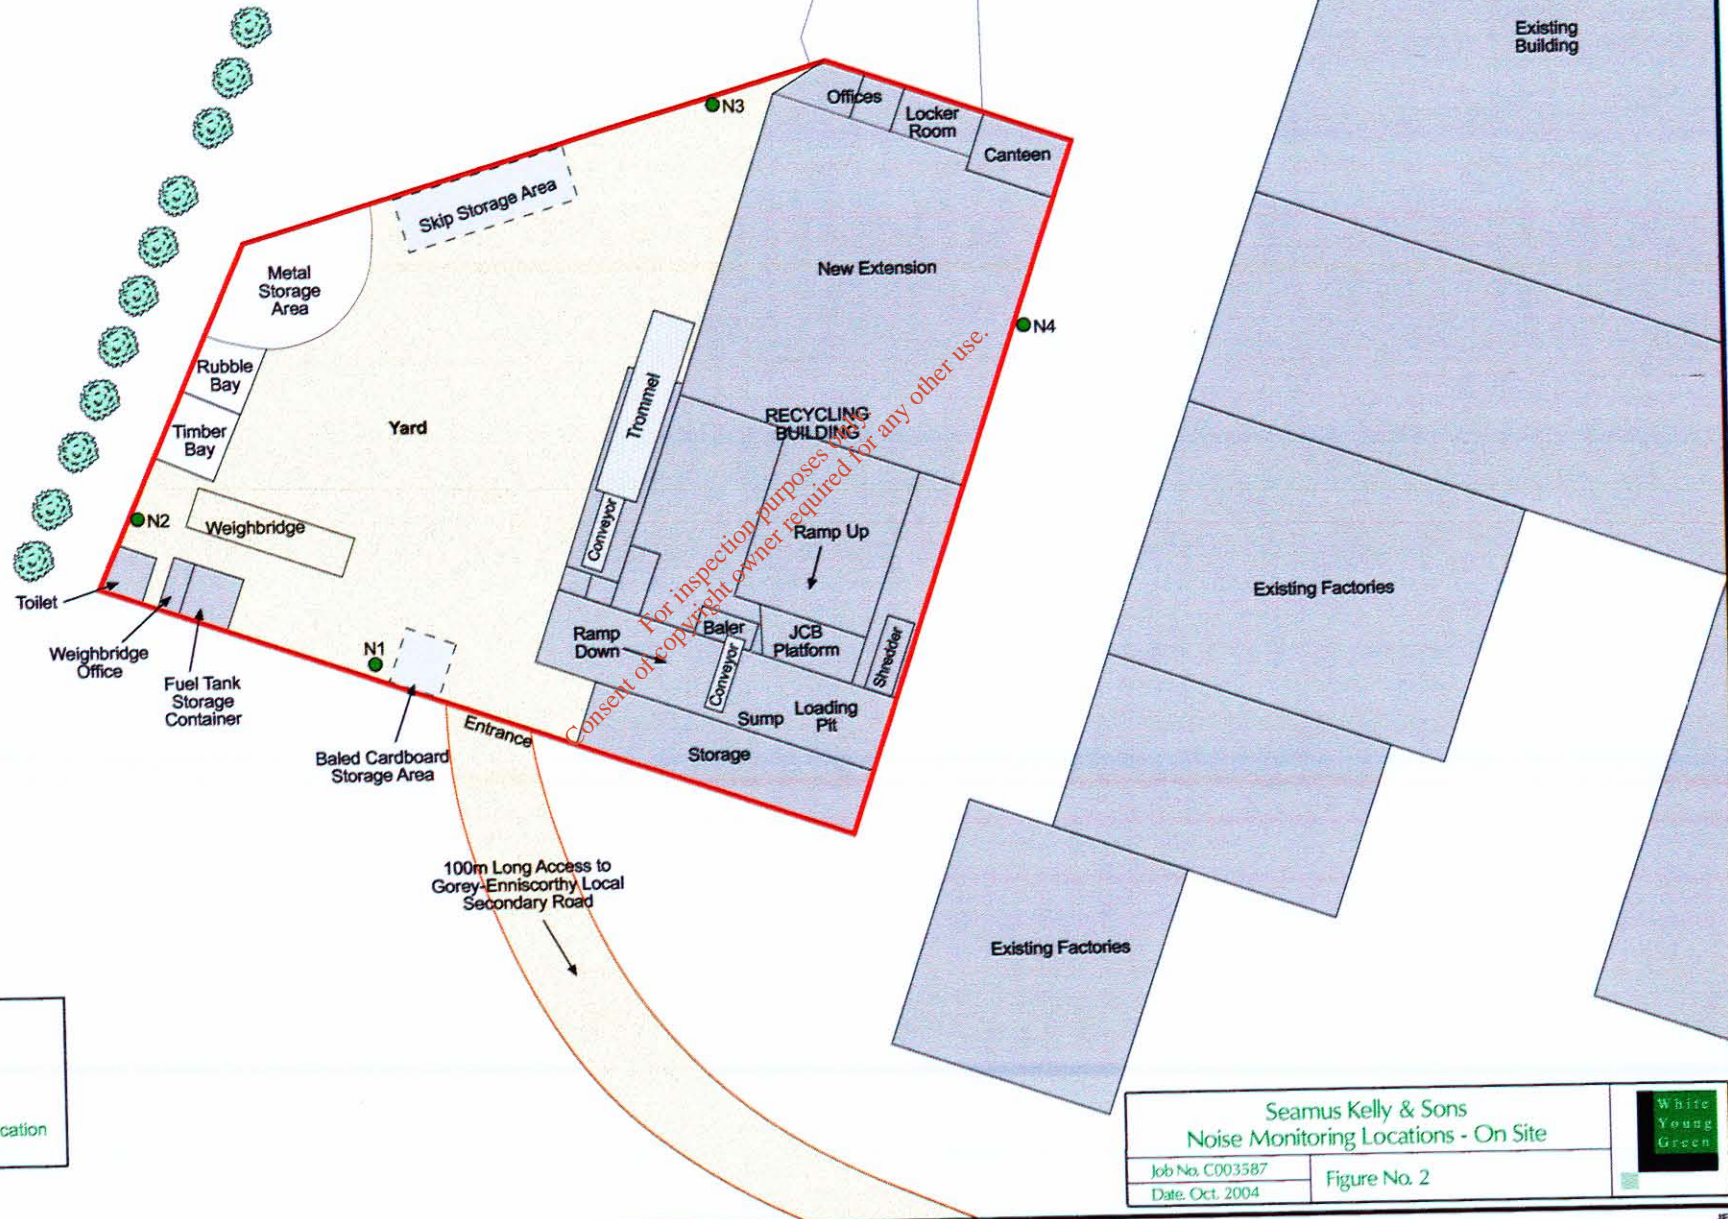 Existing
Building
N3
Offices
Locker
Room
Canteen
Skip Storage Area
Metal
Storage
Area
New Extension
N4
Rubble
Bay
Trommel
RECYCLING
BUILDING
Yard
Timber
Bay
N2
Weighbridge
Conveyor
Ramp Up
Existing Factories
Toilet
Weighbridge
Office
Fuel Tank
Storage
Container
N1
Ramp
Down
Baler
JCB
Platform
Shredder
Conveyor
Loading
Pit
Sump
Entrance
Storage
Baled Cardboard
Storage Area
For inspection purposes only.
Consent of copyright owner required for any other use.
100m Long Access to
Gorey-Enniscorthy Local
Secondary Road
Existing Factories
cation
Seamus Kelly & Sons
Noise Monitoring Locations - On Site
Job No. C003587
Date. Oct. 2004
Figure No. 2
White
Young
Green